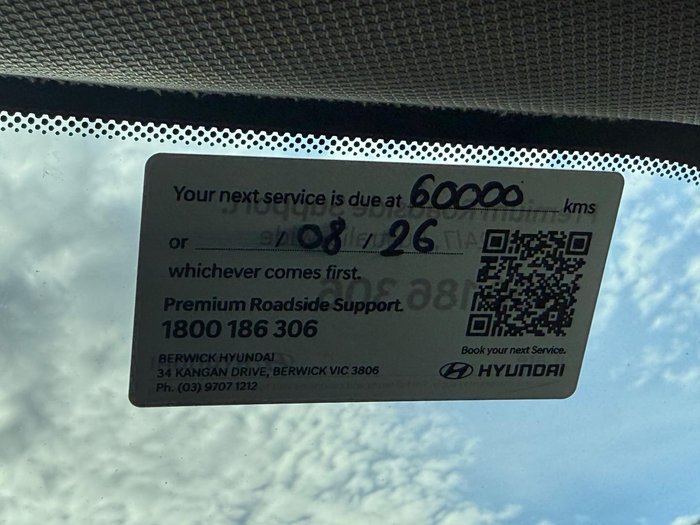 Your next service is due at 60000 kms
or / 08 / 26
whichever comes first.
Premium Roadside Support.
1800 186 306
BERWICK HYUNDAI
34 KANGAN DRIVE, BERWICK VIC 3806
Ph. (03) 9707 1212
Book your next Service.
HYUNDAI